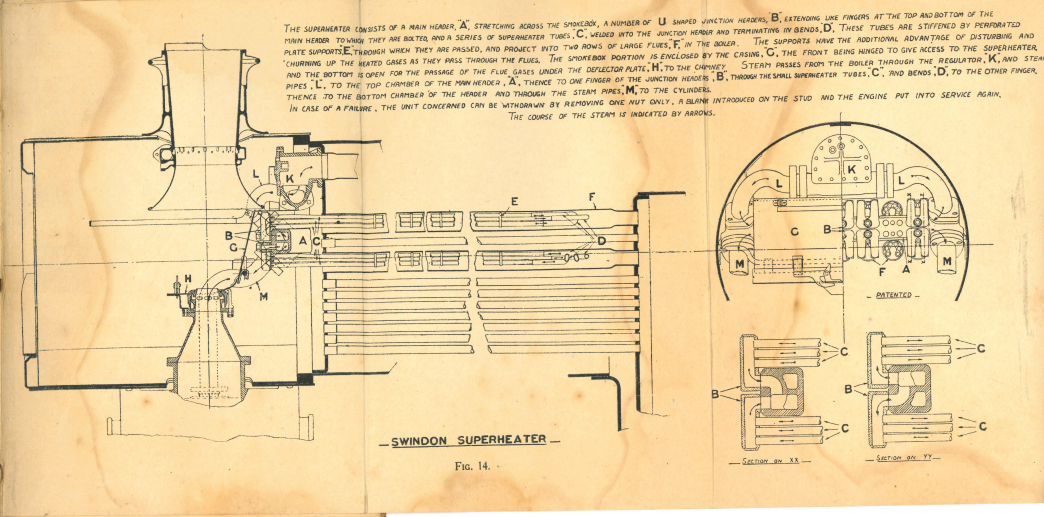 THE SUPERHEATER CONSISTS OF A MAIN HEADER, "A", STRETCHING ACROSS THE SMOKEBOX, A NUMBER OF U SHAPED JUNCTION HEADERS, "B", EXTENDING LIKE FINGERS AT THE TOP AND BOTTOM OF THE
MAIN HEADER TO WHICH THEY ARE BOLTED, AND A SERIES OF SUPERHEATER TUBES, "C", WELDED INTO THE JUNCTION HEADER AND TERMINATING IN BENDS, "D". THESE TUBES ARE STIFFENED BY PERFORATED
PLATE SUPPORTS, "E", THROUGH WHICH THEY ARE PASSED, AND PROJECT INTO TWO ROWS OF LARGE FLUES, "F", IN THE BOILER. THE SUPPORTS HAVE THE ADDITIONAL ADVANTAGE OF DISTURBING AND
CHURNING UP THE HEATED GASES AS THEY PASS THROUGH THE FLUES. THE SMOKEBOX PORTION IS ENCLOSED BY THE CASING, "G", THE FRONT BEING HINGED TO GIVE ACCESS TO THE SUPERHEATER,
AND THE BOTTOM IS OPEN FOR THE PASSAGE OF THE FLUE GASES UNDER THE DEFLECTOR PLATE, "H", TO THE CHIMNEY. STEAM PASSES FROM THE BOILER THROUGH THE REGULATOR, "K", AND STEAM
PIPES, "L", TO THE TOP CHAMBER OF THE MAIN HEADER, "A", THENCE TO ONE FINGER OF THE JUNCTION HEADERS, "B", THROUGH THE SMALL SUPERHEATER TUBES, "C", AND BENDS, "D", TO THE OTHER FINGER,
THENCE TO THE BOTTOM CHAMBER OF THE HEADER AND THROUGH THE STEAM PIPES, "M", TO THE CYLINDERS.
IN CASE OF A FAILURE, THE UNIT CONCERNED CAN BE WITHDRAWN BY REMOVING ONE NUT ONLY, A BLANK INTRODUCED ON THE STUD AND THE ENGINE PUT INTO SERVICE AGAIN.
THE COURSE OF THE STEAM IS INDICATED BY ARROWS.
L
K
E
F
B
A
C
G
D
H
M
K
L
L
G
B
M
F
A
M
PATENTED
C
B
C
SECTION ON XX
C
B
C
SECTION ON YY
SWINDON SUPERHEATER
FIG. 14.